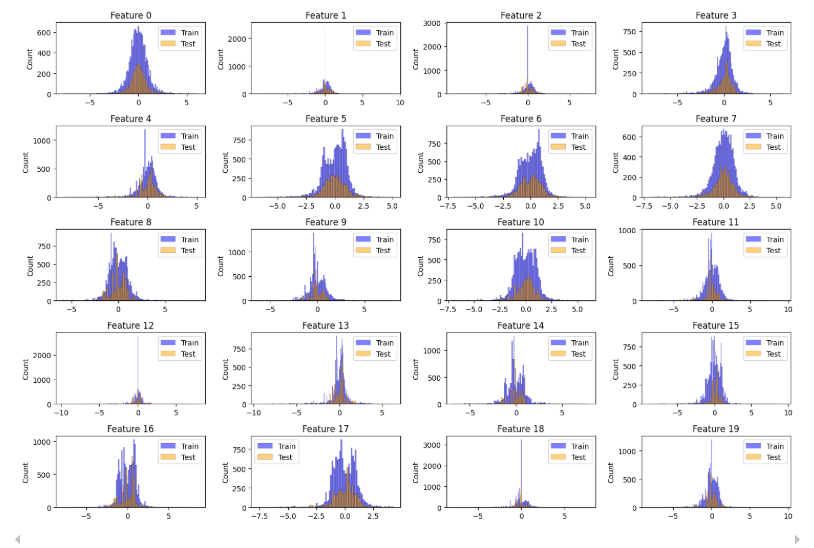 Feature 0
Feature 1
Feature 2
Feature 3
Count
600
400
200
0
-5
0
5
Train
Test
Count
2000
1000
0
-5
0
5
10
Train
Test
Count
3000
2000
1000
0
-5
0
5
Train
Test
Count
750
500
250
0
-5
0
5
Train
Test
Feature 4
Feature 5
Feature 6
Feature 7
Count
1000
500
0
-5
0
5
Train
Test
Count
750
500
250
0
-5.0
-2.5
0.0
2.5
5.0
Train
Test
Count
750
500
250
0
-7.5
-5.0
-2.5
0.0
2.5
5.0
Train
Test
Count
600
400
200
0
-7.5
-5.0
-2.5
0.0
2.5
5.0
Train
Test
Feature 8
Feature 9
Feature 10
Feature 11
Count
750
500
250
0
-5
0
5
Train
Test
Count
1000
500
0
-5
0
5
Train
Test
Count
750
500
250
0
-5.0
-2.5
0.0
2.5
5.0
Train
Test
Count
1000
500
0
-5
0
5
10
Train
Test
Feature 12
Feature 13
Feature 14
Feature 15
Count
2000
1000
0
-10
-5
0
5
Train
Test
Count
750
500
250
0
-10
-5
0
5
Train
Test
Count
1000
500
0
-5
0
5
Train
Test
Count
750
500
250
0
-5
0
5
10
Train
Test
Feature 16
Feature 17
Feature 18
Feature 19
Count
1000
500
0
-5
0
5
Train
Test
Count
750
500
250
0
-7.5
-5.0
-2.5
0.0
2.5
Train
Test
Count
3000
2000
1000
0
-5
0
5
Train
Test
Count
1000
500
0
-5
0
5
10
Train
Test